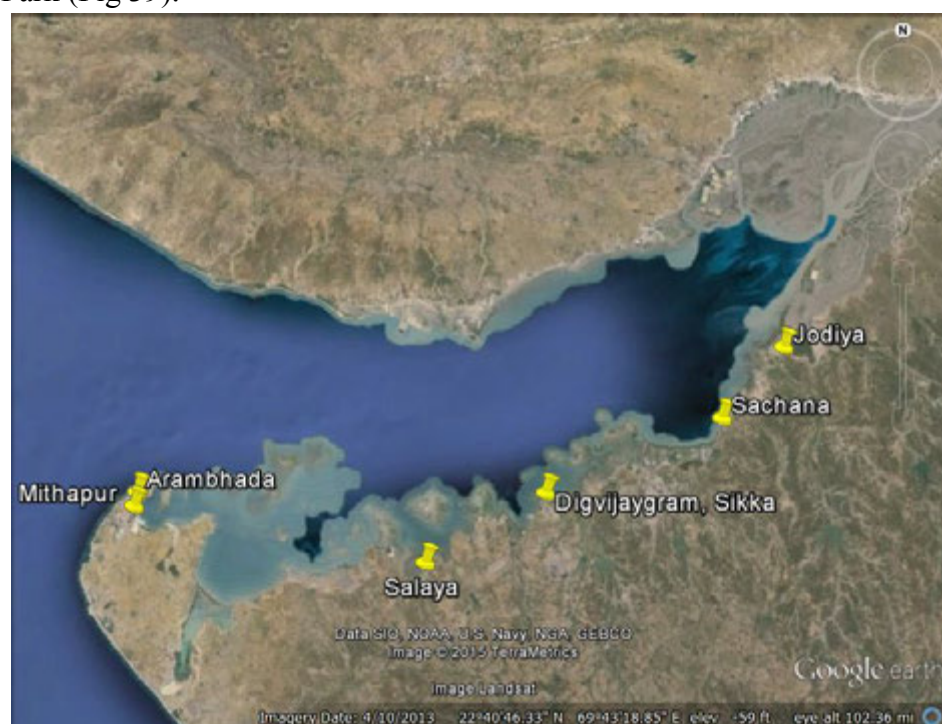 Park (Fig 39).
N
Jodiya
Sachana
Arambhada
Mithapur
Digvijaygram, Sikka
Salaya
Data SIO, NOAA, U.S. Navy, NGA, GEBCO
Image © 2015 TerraMetrics
Image Landsat
Google earth
Imagery Date: 4/10/2013 22°40'46.33" N 69°43'18.85" E elev -59 ft eye alt 102.36 mi